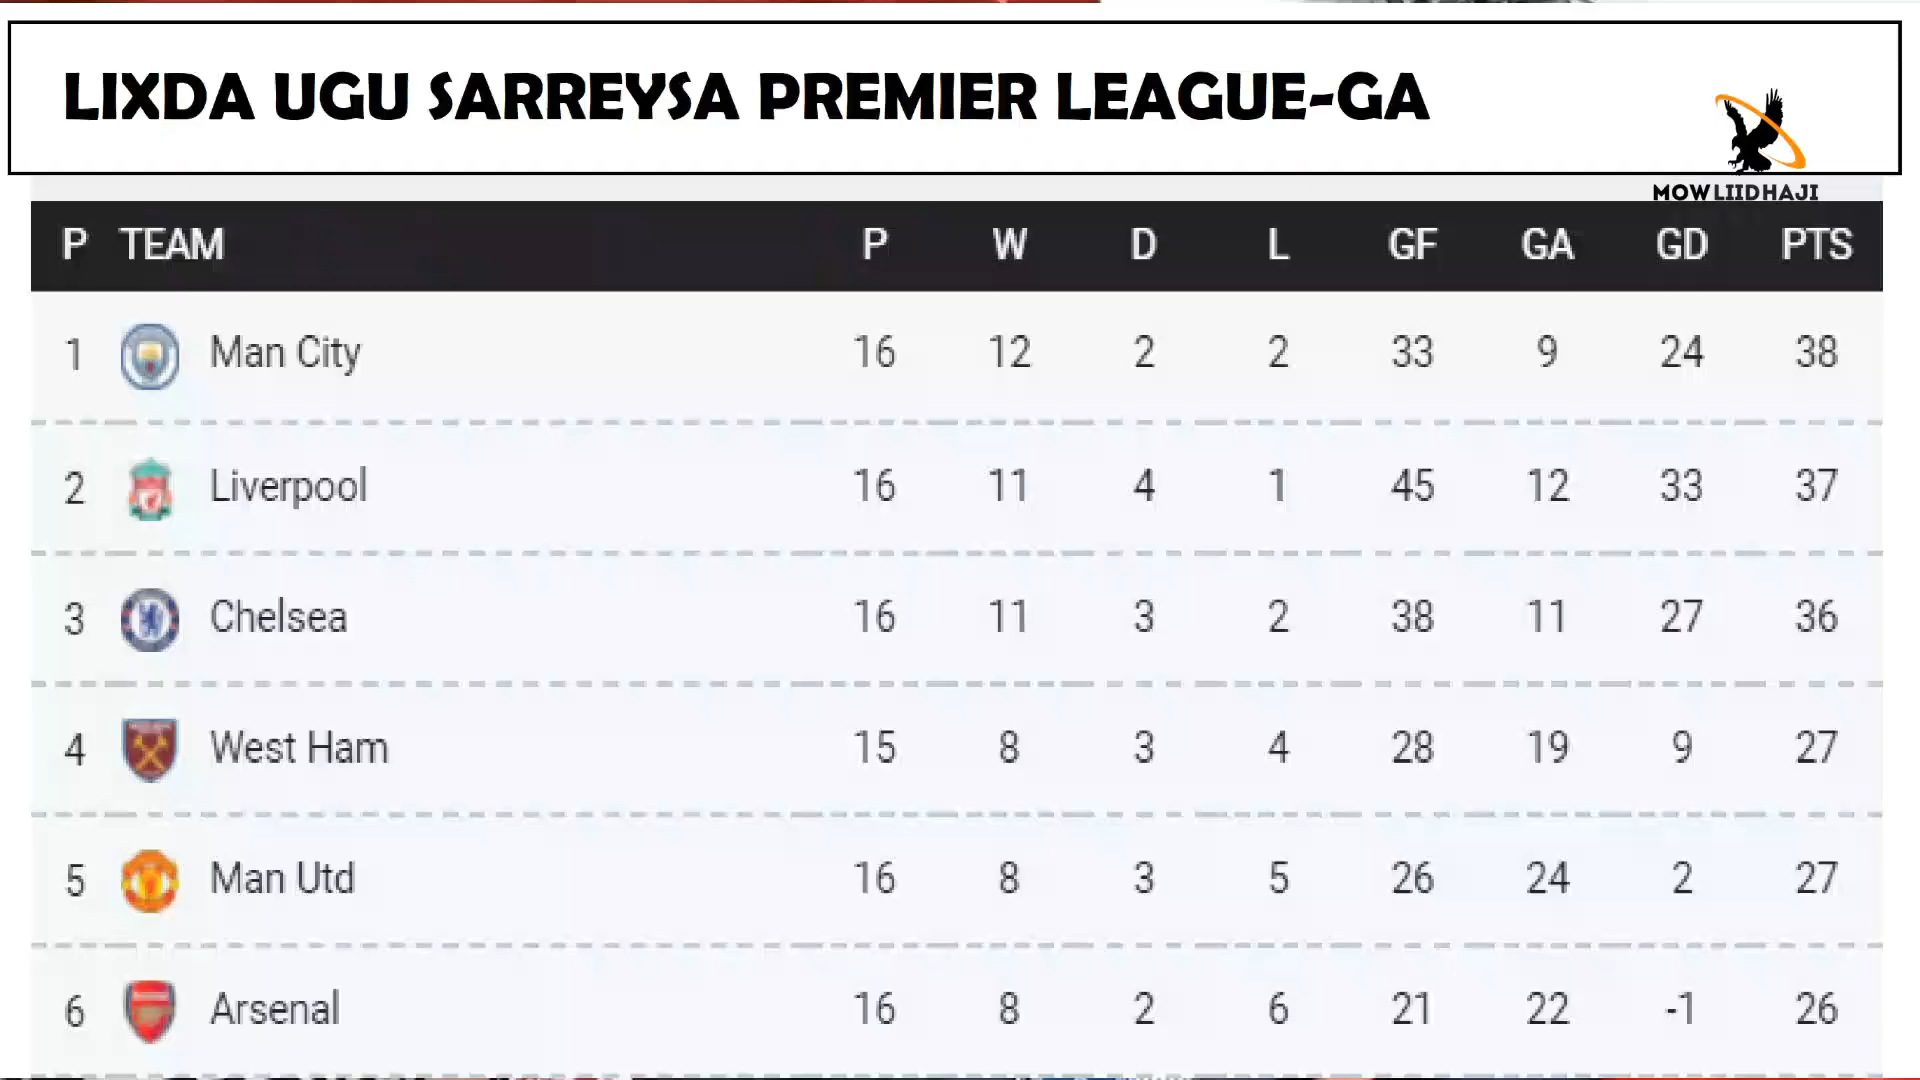 LIXDA UGU SARREYSA PREMIER LEAGUE-GA
MOWLIIDHAJI
P TEAM P W D L GF GA GD PTS
1 Man City 16 12 2 2 33 9 24 38
2 Liverpool 16 11 4 1 45 12 33 37
3 Chelsea 16 11 3 2 38 11 27 36
4 West Ham 15 8 3 4 28 19 9 27
5 Man Utd 16 8 3 5 26 24 2 27
6 Arsenal 16 8 2 6 21 22 -1 26